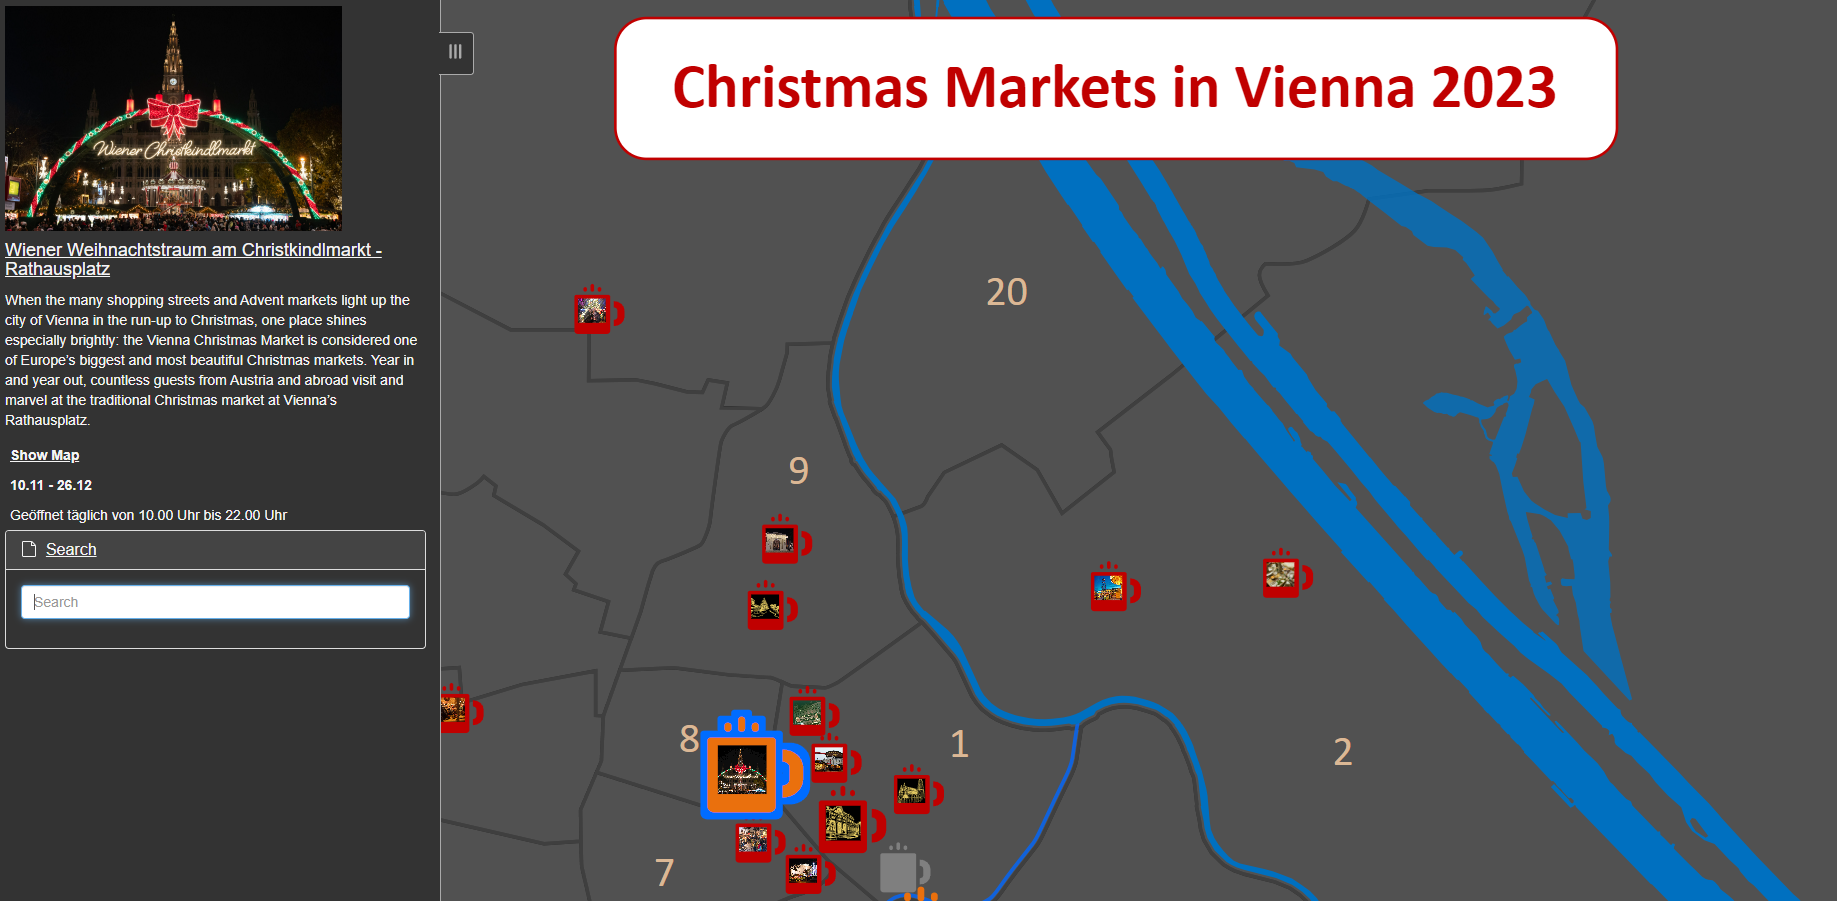 Wiener Christkindlmarkt
Wiener Weihnachtstraum am Christkindlmarkt -
Rathausplatz
When the many shopping streets and Advent markets light up the
city of Vienna in the run-up to Christmas, one place shines
especially brightly: the Vienna Christmas Market is considered one
of Europe's biggest and most beautiful Christmas markets. Year in
and year out, countless guests from Austria and abroad visit and
marvel at the traditional Christmas market at Vienna's
Rathausplatz.
Show Map
10.11 - 26.12
Geöffnet täglich von 10.00 Uhr bis 22.00 Uhr
Search
Search
Christmas Markets in Vienna 2023
20
9
8
1
2
7